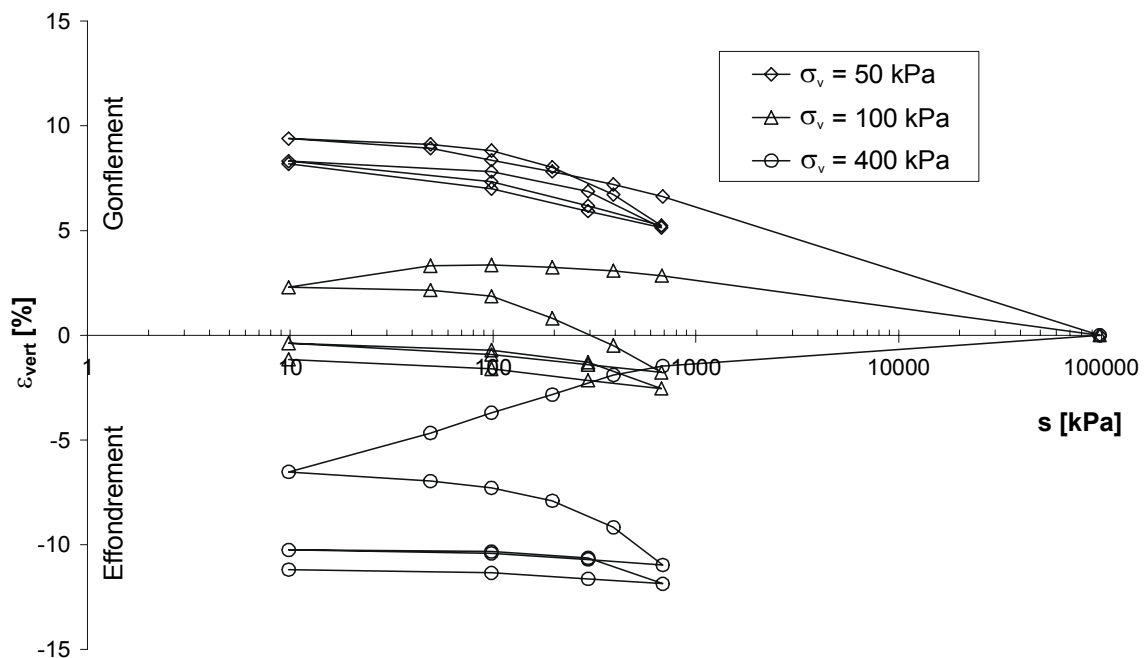 15
10
5
0
-5
-10
-15
Gonflement
Effondrement
εvert [%]
σv = 50 kPa
σv = 100 kPa
σv = 400 kPa
1
10
100
1000
10000
100000
s [kPa]